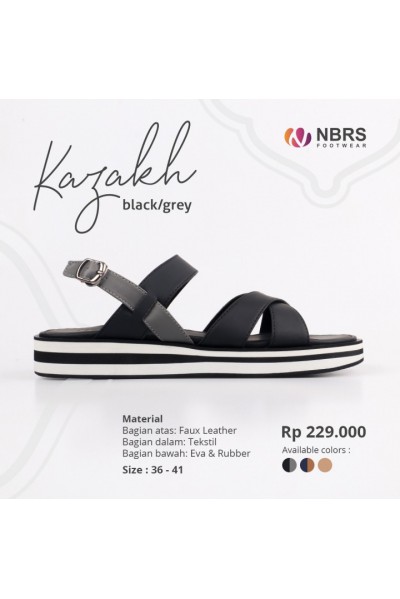 NBRS
FOOTWEAR
Kazakh
black/grey
Material
Bagian atas: Faux Leather
Bagian dalam: Tekstil
Bagian bawah: Eva & Rubber
Size : 36 - 41
Rp 229.000
Available colors :